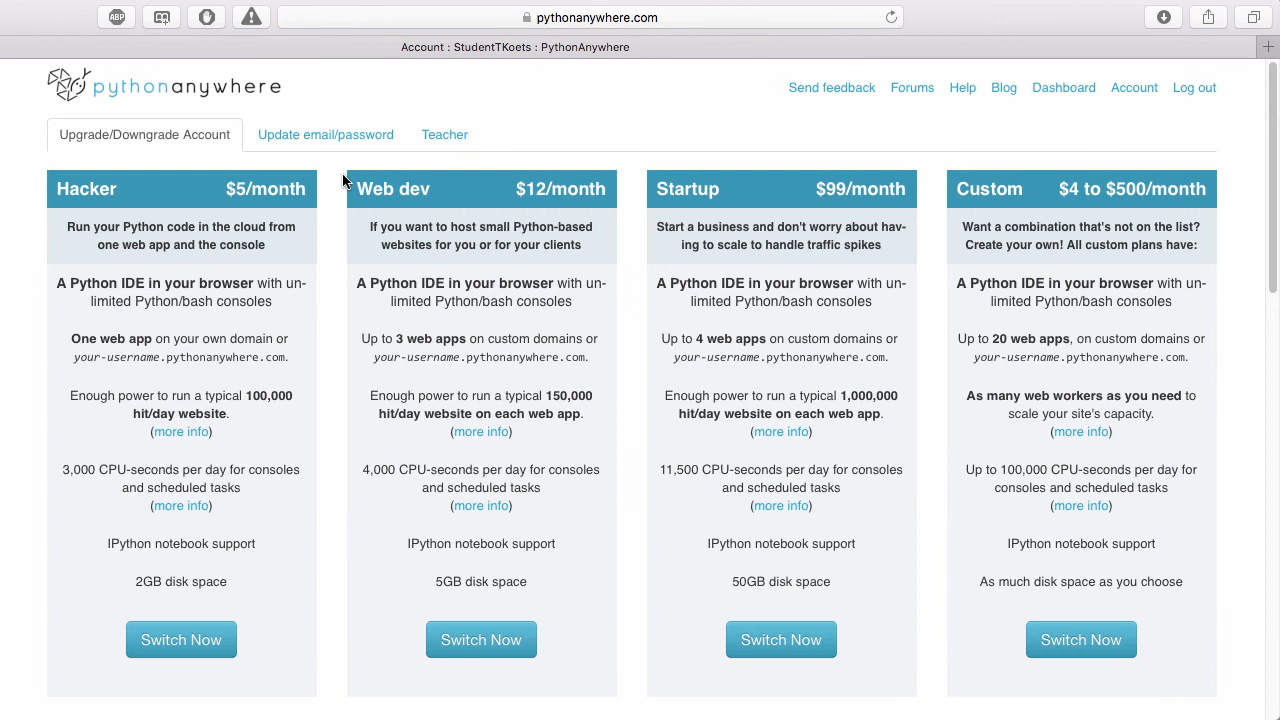 ABP
pythonanywhere.com
Account : StudentTKoets : PythonAnywhere
pythonanywhere
Send feedback Forums Help Blog Dashboard Account Log out
Upgrade/Downgrade Account Update email/password Teacher
Hacker $5/month
Run your Python code in the cloud from
one web app and the console
A Python IDE in your browser with un-
limited Python/bash consoles
One web app on your own domain or
your-username.pythonanywhere.com.
Enough power to run a typical 100,000
hit/day website.
(more info)
3,000 CPU-seconds per day for consoles
and scheduled tasks
(more info)
IPython notebook support
2GB disk space
Switch Now
Web dev $12/month
If you want to host small Python-based
websites for you or for your clients
A Python IDE in your browser with un-
limited Python/bash consoles
Up to 3 web apps on custom domains or
your-username.pythonanywhere.com.
Enough power to run a typical 150,000
hit/day website on each web app.
(more info)
4,000 CPU-seconds per day for consoles
and scheduled tasks
(more info)
IPython notebook support
5GB disk space
Switch Now
Startup $99/month
Start a business and don't worry about hav-
ing to scale to handle traffic spikes
A Python IDE in your browser with un-
limited Python/bash consoles
Up to 4 web apps on custom domains or
your-username.pythonanywhere.com.
Enough power to run a typical 1,000,000
hit/day website on each web app.
(more info)
11,500 CPU-seconds per day for consoles
and scheduled tasks
(more info)
IPython notebook support
50GB disk space
Switch Now
Custom $4 to $500/month
Want a combination that's not on the list?
Create your own! All custom plans have:
A Python IDE in your browser with un-
limited Python/bash consoles
Up to 20 web apps, on custom domains or
your-username.pythonanywhere.com.
As many web workers as you need to
scale your site's capacity.
(more info)
Up to 100,000 CPU-seconds per day for
consoles and scheduled tasks
(more info)
IPython notebook support
As much disk space as you choose
Switch Now